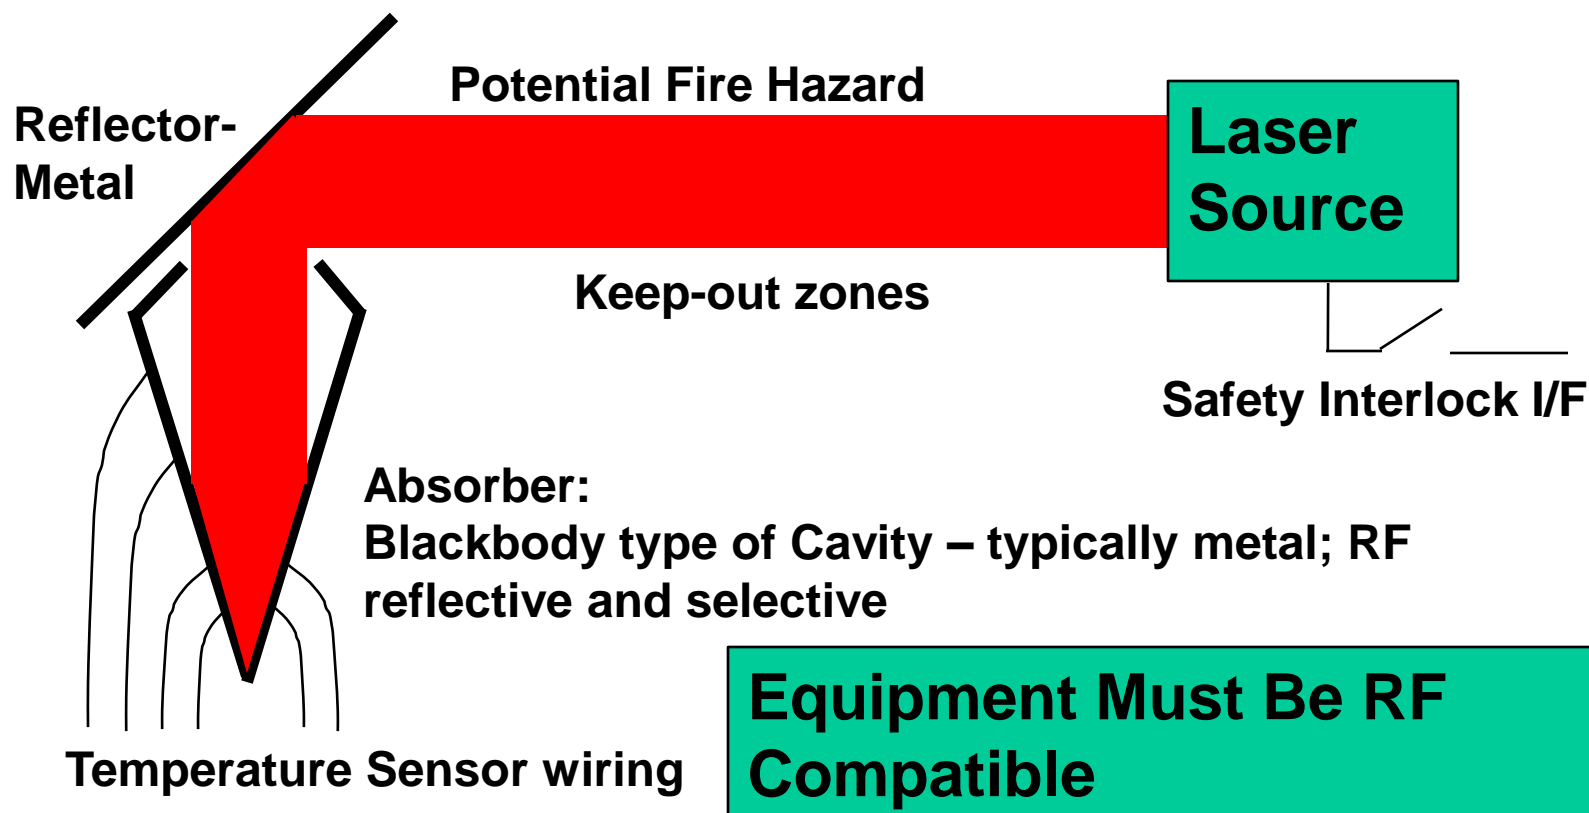 Potential Fire Hazard
Reflector-
Metal
Laser
Source
Keep-out zones
Safety Interlock I/F
Absorber:
Blackbody type of Cavity – typically metal; RF
reflective and selective
Equipment Must Be RF
Compatible
Temperature Sensor wiring